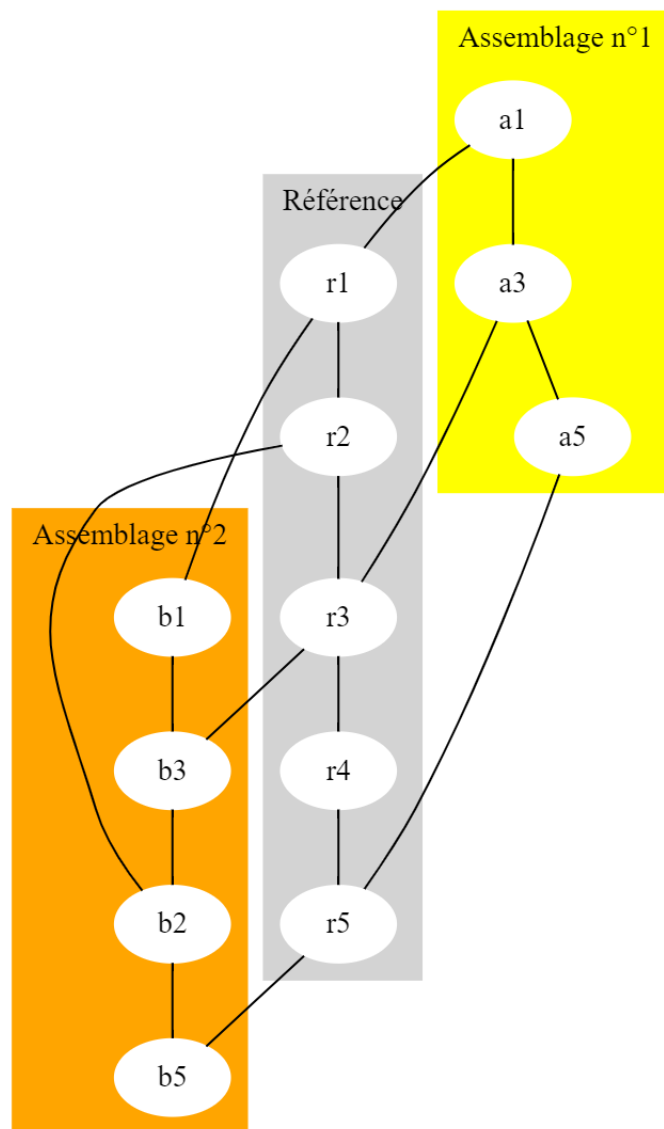 Assemblage n°1
a1
Référence
r1
a3
r2
a5
Assemblage n°2
b1
r3
b3
r4
b2
r5
b5